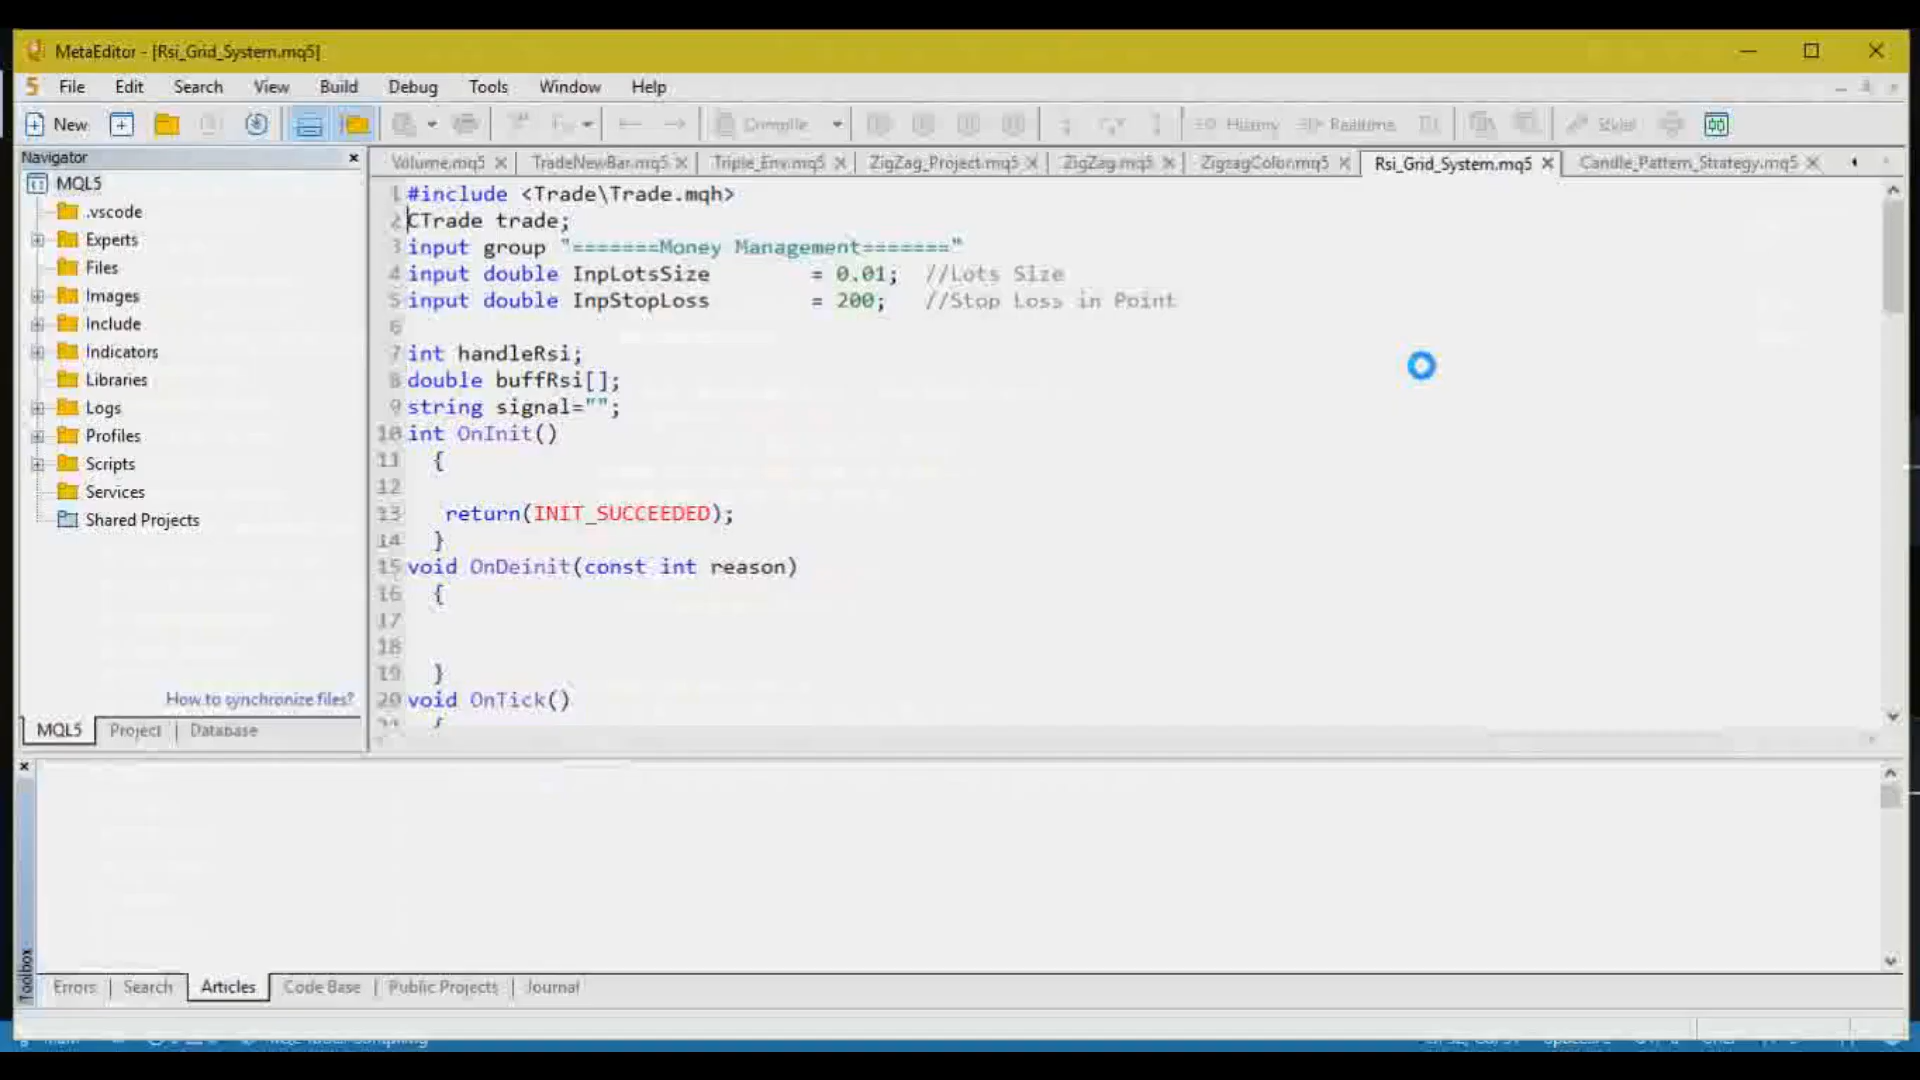 MetaEditor - [Rsi_Grid_System.mq5]
File Edit Search View Build Debug Tools Window Help
New Compile History Realtime Styler
Navigator
Volume.mq5 TradeNewBar.mq5 Triple_Env.mq5 ZigZag_Project.mq5 ZigZag.mq5 ZigzagColor.mq5 Rsi_Grid_System.mq5 Candle_Pattern_Strategy.mq5
MQL5
.vscode
Experts
Files
Images
Include
Indicators
Libraries
Logs
Profiles
Scripts
Services
Shared Projects
How to synchronize files?
MQL5 Project Database
1 #include <Trade\Trade.mqh>
2 CTrade trade;
3 input group "=======Money Management======="
4 input double InpLotsSize = 0.01; //Lots Size
5 input double InpStopLoss = 200; //Stop Loss in Point
6
7 int handleRsi;
8 double buffRsi[];
9 string signal="";
10 int OnInit()
11 {
12
13 return(INIT_SUCCEEDED);
14 }
15 void OnDeinit(const int reason)
16 {
17
18
19 }
20 void OnTick()
21 {
Toolbox
Errors Search Articles Code Base Public Projects Journal